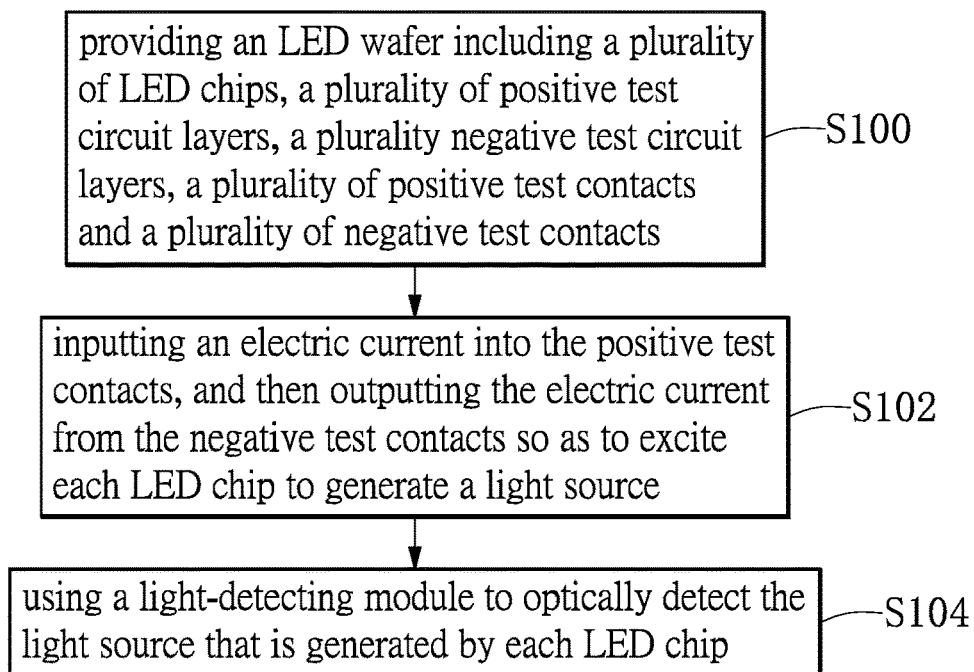 providing an LED wafer including a plurality
of LED chips, a plurality of positive test
circuit layers, a plurality negative test circuit
layers, a plurality of positive test contacts
and a plurality of negative test contacts
S100
inputting an electric current into the positive test
contacts, and then outputting the electric current
from the negative test contacts so as to excite
each LED chip to generate a light source
S102
using a light-detecting module to optically detect the
light source that is generated by each LED chip
S104